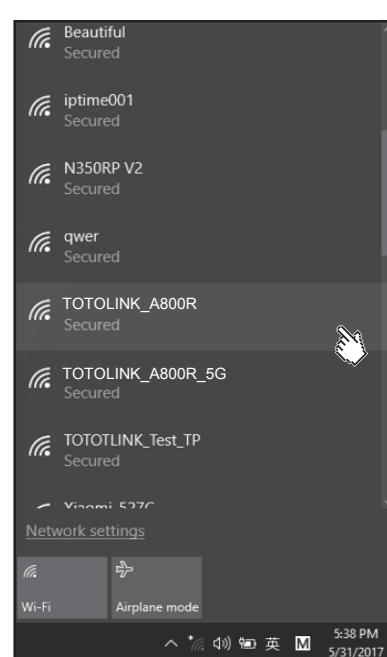 Beautiful
Secured
iptime001
Secured
N350RP V2
Secured
qwer
Secured
TOTOLINK_A800R
Secured
TOTOLINK_A800R_5G
Secured
TOTOTLINK_Test_TP
Secured
Xiaomi_527C
Network settings
Wi-Fi
Airplane mode
英 M 5:38 PM
5/31/2017